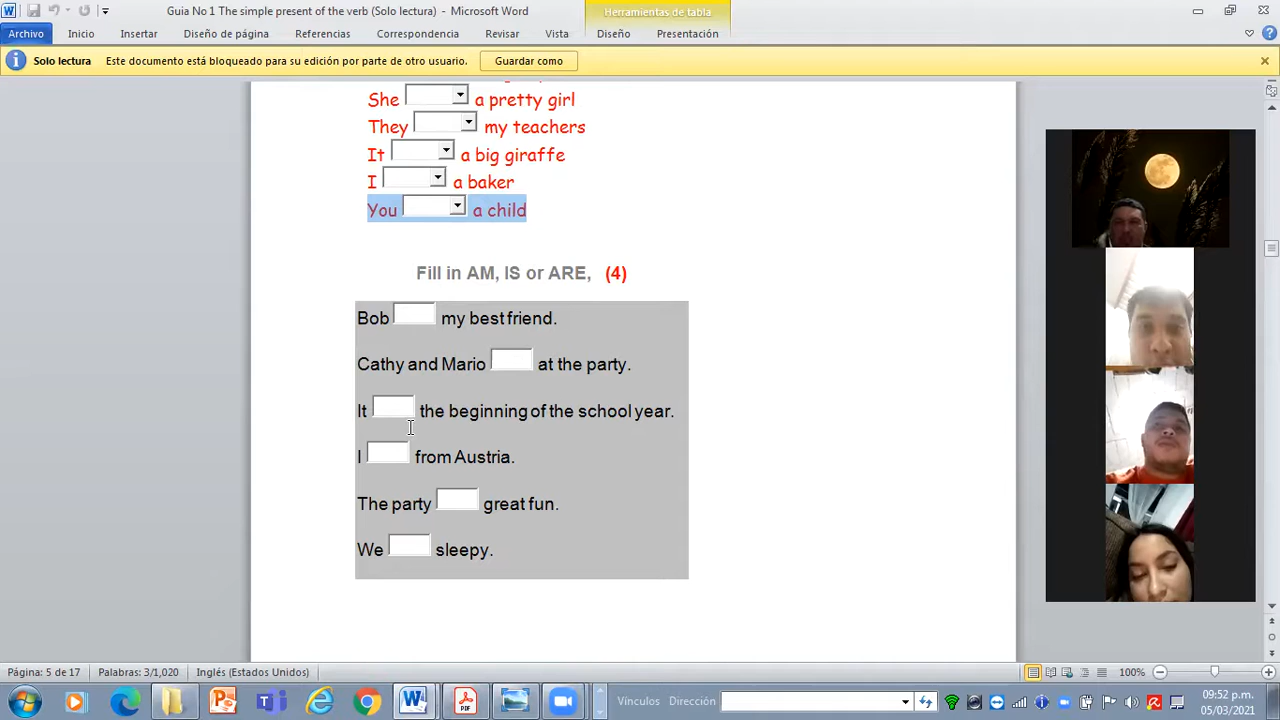 Guia No 1 The simple present of the verb (Solo lectura) - Microsoft Word
Herramientas de tabla
Archivo Inicio Insertar Diseño de página Referencias Correspondencia Revisar Vista Diseño Presentación
Solo lectura Este documento está bloqueado para su edición por parte de otro usuario. Guardar como
She a pretty girl
They my teachers
It a big giraffe
I a baker
You a child
Fill in AM, IS or ARE, (4)
Bob my best friend.
Cathy and Mario at the party.
It the beginning of the school year.
I from Austria.
The party great fun.
We sleepy.
Página: 5 de 17 Palabras: 3/1,020 Inglés (Estados Unidos) 100%
Vínculos Dirección 09:52 p.m.
05/03/2021